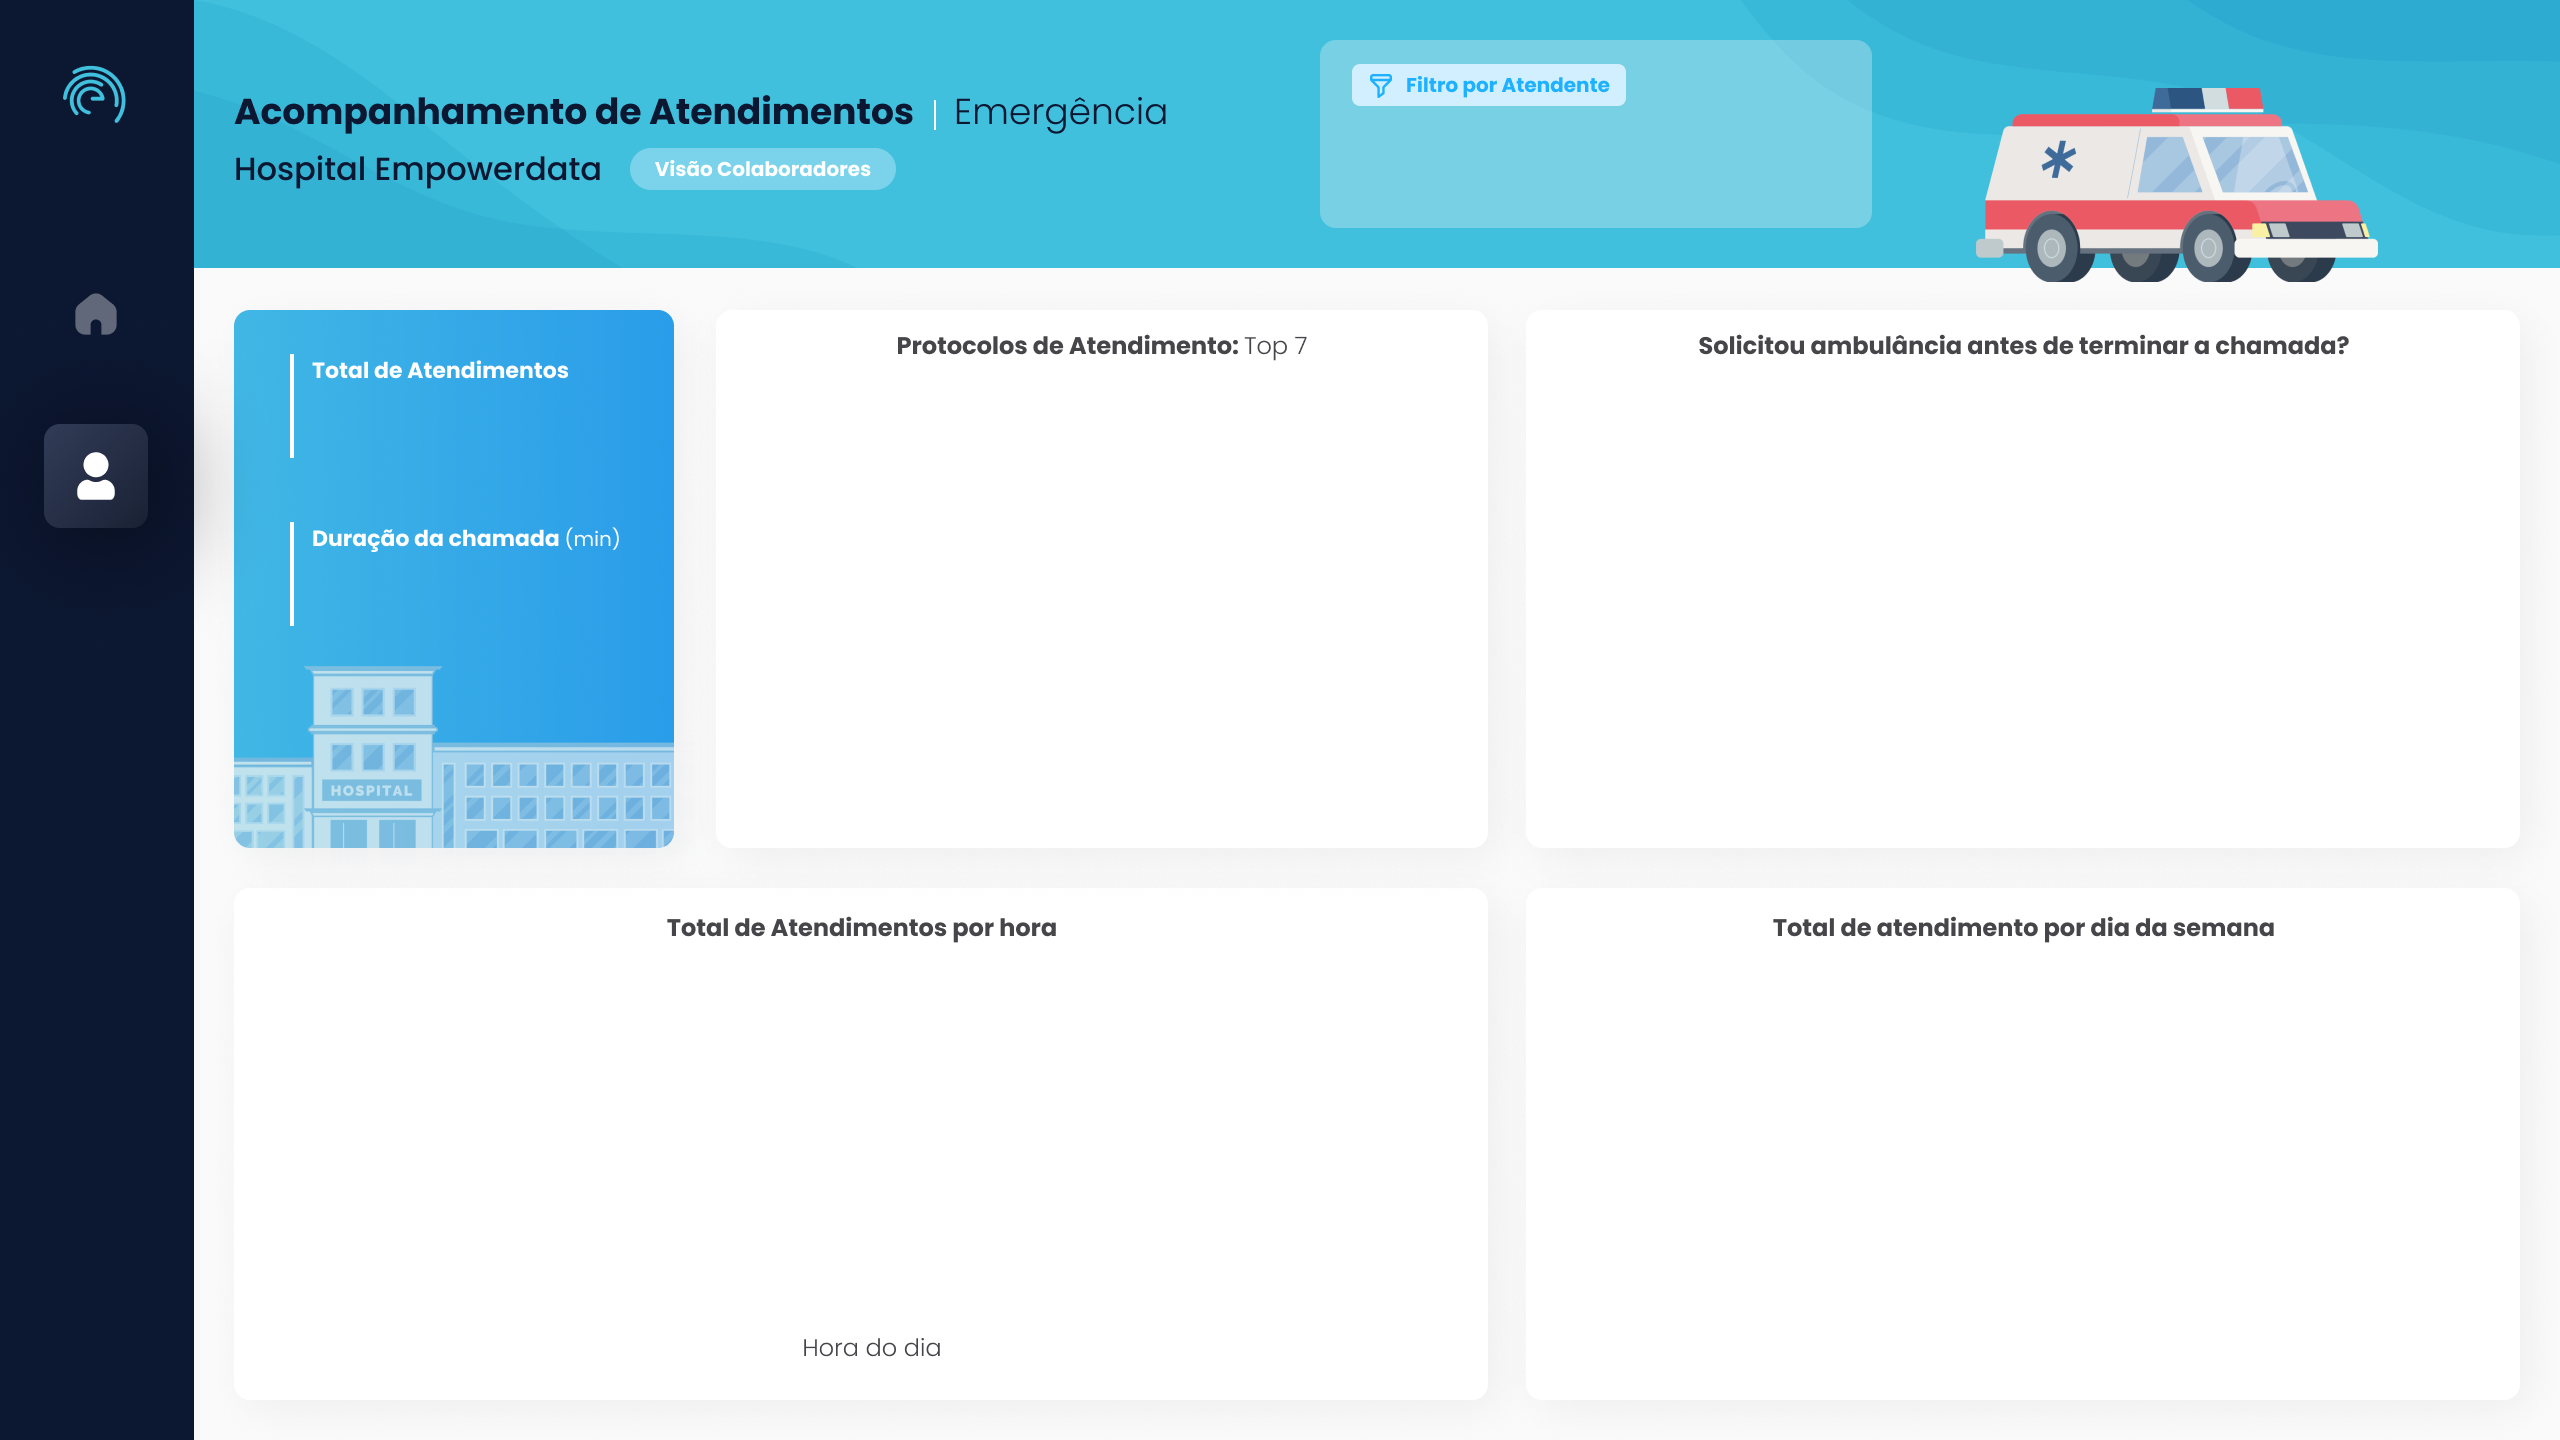 Acompanhamento de Atendimentos | Emergência
Hospital Empowerdata
Visão Colaboradores
Filtro por Atendente
Total de Atendimentos
Duração da chamada (min)
HOSPITAL
Protocolos de Atendimento: Top 7
Solicitou ambulância antes de terminar a chamada?
Total de Atendimentos por hora
Hora do dia
Total de atendimento por dia da semana